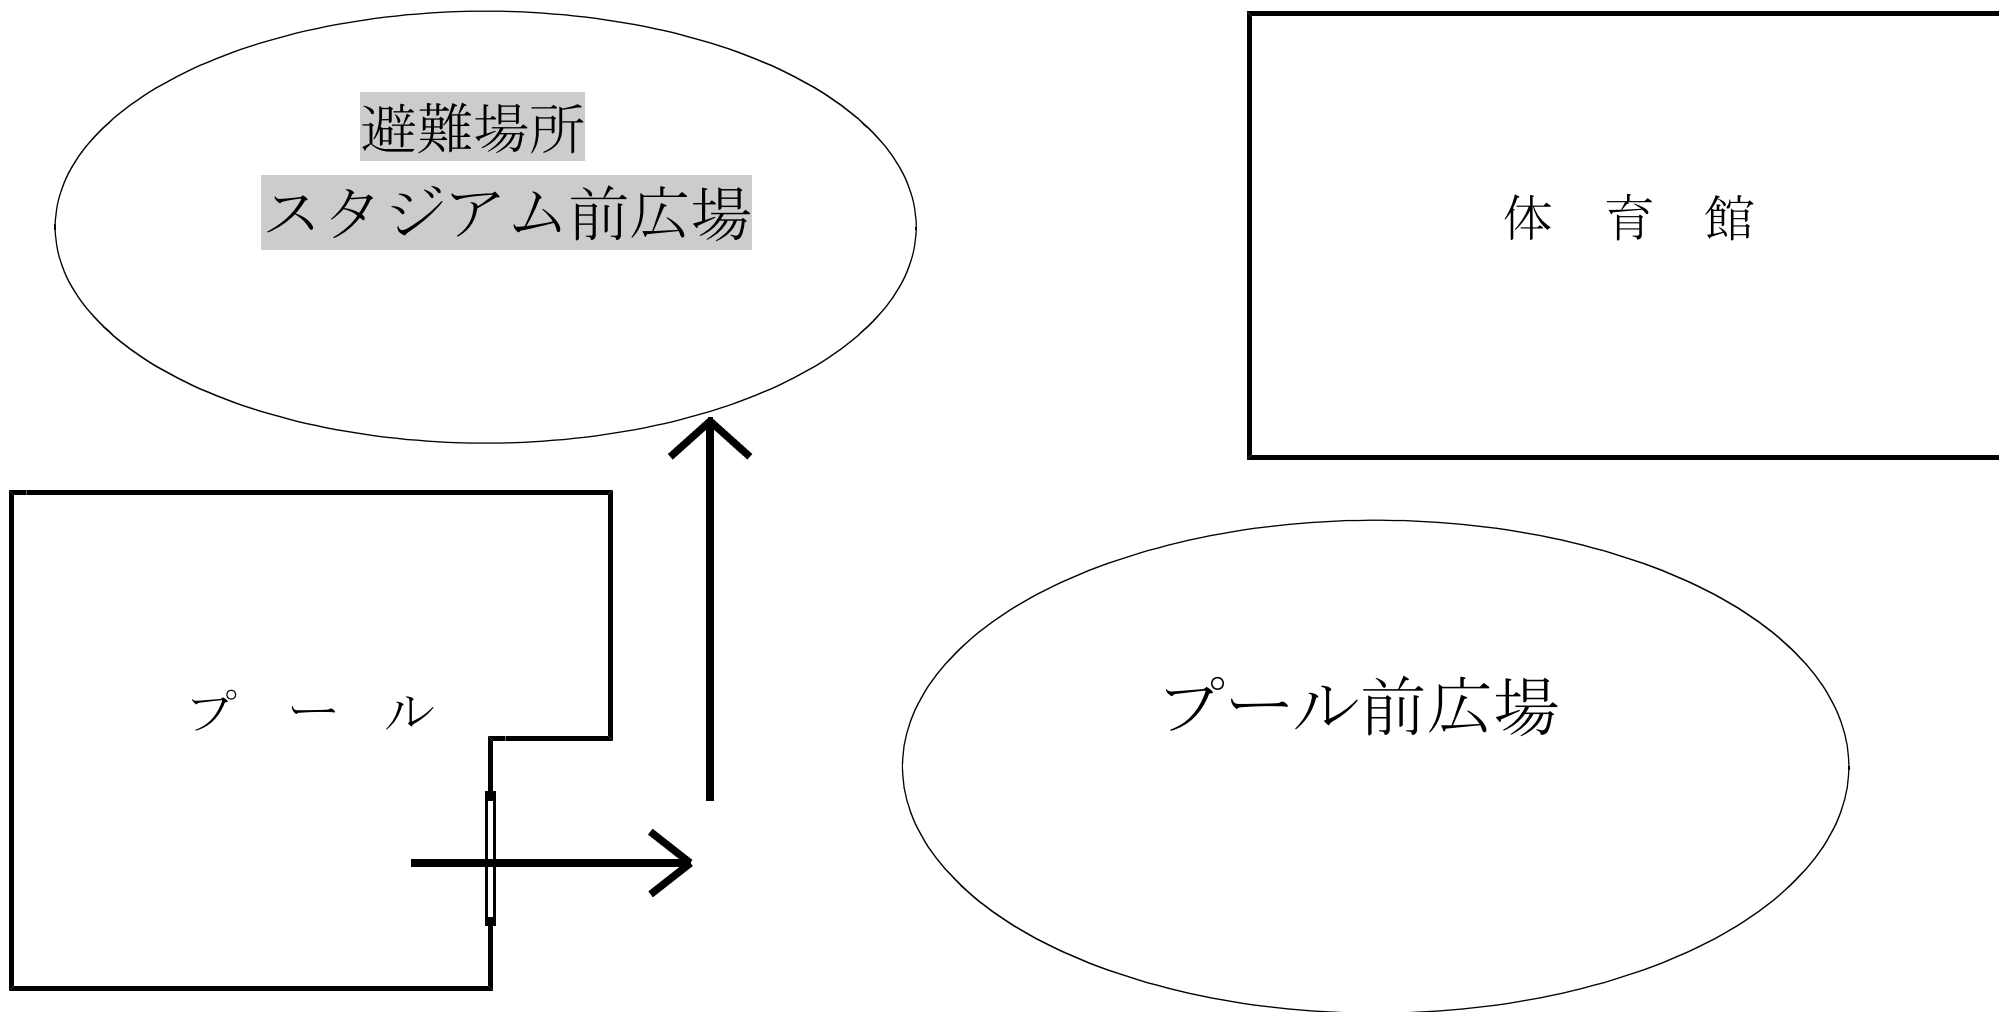 避難場所
スタジアム前広場
体　育　館
プ　ー　ル
プール前広場